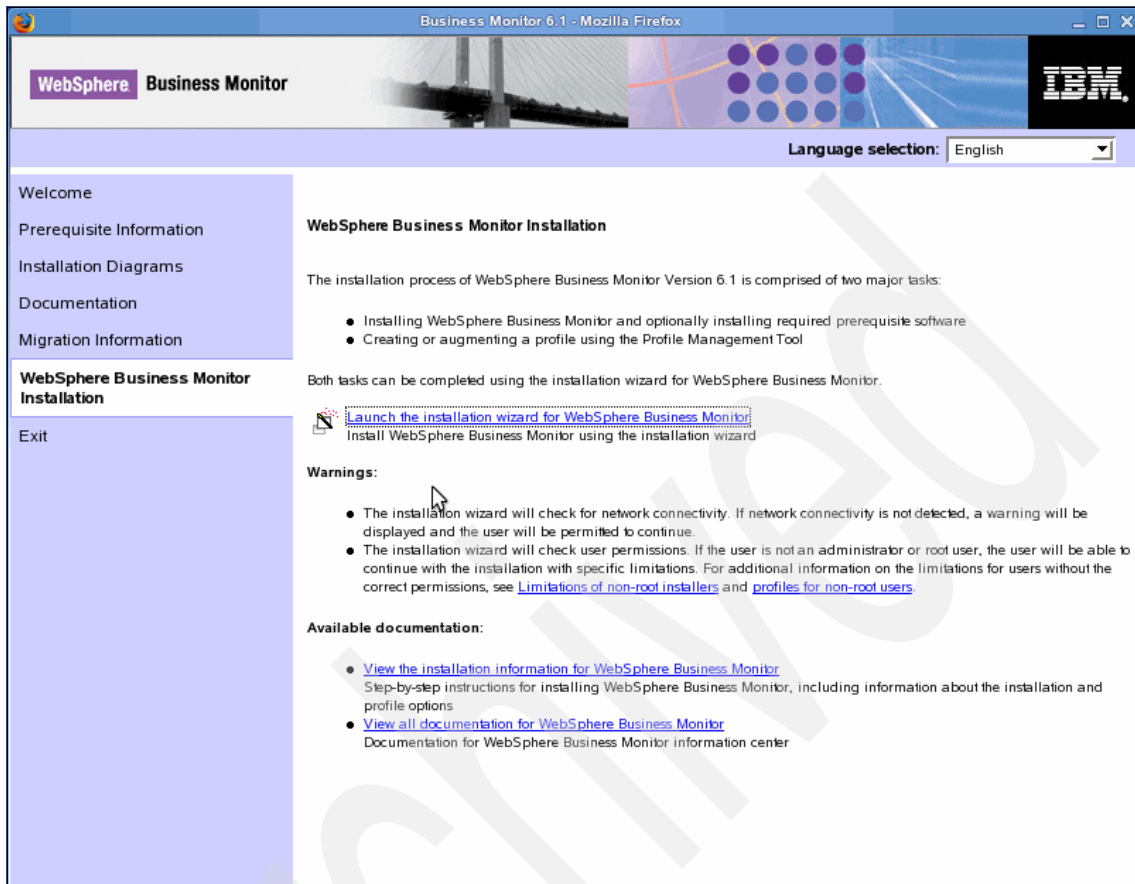 Business Monitor 6.1 - Mozilla Firefox
WebSphere Business Monitor
IBM.
Language selection: English
Welcome
Prerequisite Information
Installation Diagrams
Documentation
Migration Information
WebSphere Business Monitor
Installation
Exit
WebSphere Business Monitor Installation
The installation process of WebSphere Business Monitor Version 6.1 is comprised of two major tasks:
● Installing WebSphere Business Monitor and optionally installing required prerequisite software
● Creating or augmenting a profile using the Profile Management Tool
Both tasks can be completed using the installation wizard for WebSphere Business Monitor.
Launch the installation wizard for WebSphere Business Monitor
Install WebSphere Business Monitor using the installation wizard
Warnings:
● The installation wizard will check for network connectivity. If network connectivity is not detected, a warning will be
displayed and the user will be permitted to continue.
● The installation wizard will check user permissions. If the user is not an administrator or root user, the user will be able to
continue with the installation with specific limitations. For additional information on the limitations for users without the
correct permissions, see Limitations of non-root installers and profiles for non-root users.
Available documentation:
● View the installation information for WebSphere Business Monitor
Step-by-step instructions for installing WebSphere Business Monitor, including information about the installation and
profile options
● View all documentation for WebSphere Business Monitor
Documentation for WebSphere Business Monitor information center